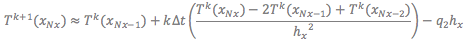 T^{k+1}(x_{Nx}) ≈ T^k(x_{Nx-1}) + kΔt ( (T^k(x_{Nx}) − 2T^k(x_{Nx-1}) + T^k(x_{Nx-2})) / h_x^2 ) − q_2 h_x